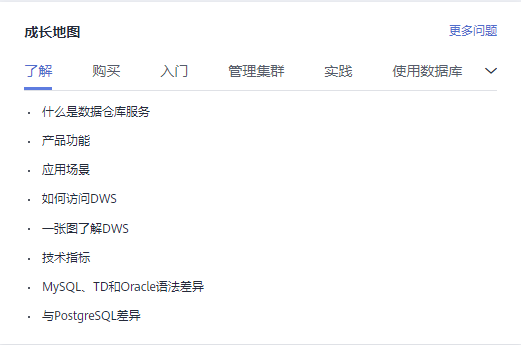 成长地图
更多问题
了解 购买 入门 管理集群 实践 使用数据库
什么是数据仓库服务
产品功能
应用场景
如何访问DWS
一张图了解DWS
技术指标
MySQL、TD和Oracle语法差异
与PostgreSQL差异